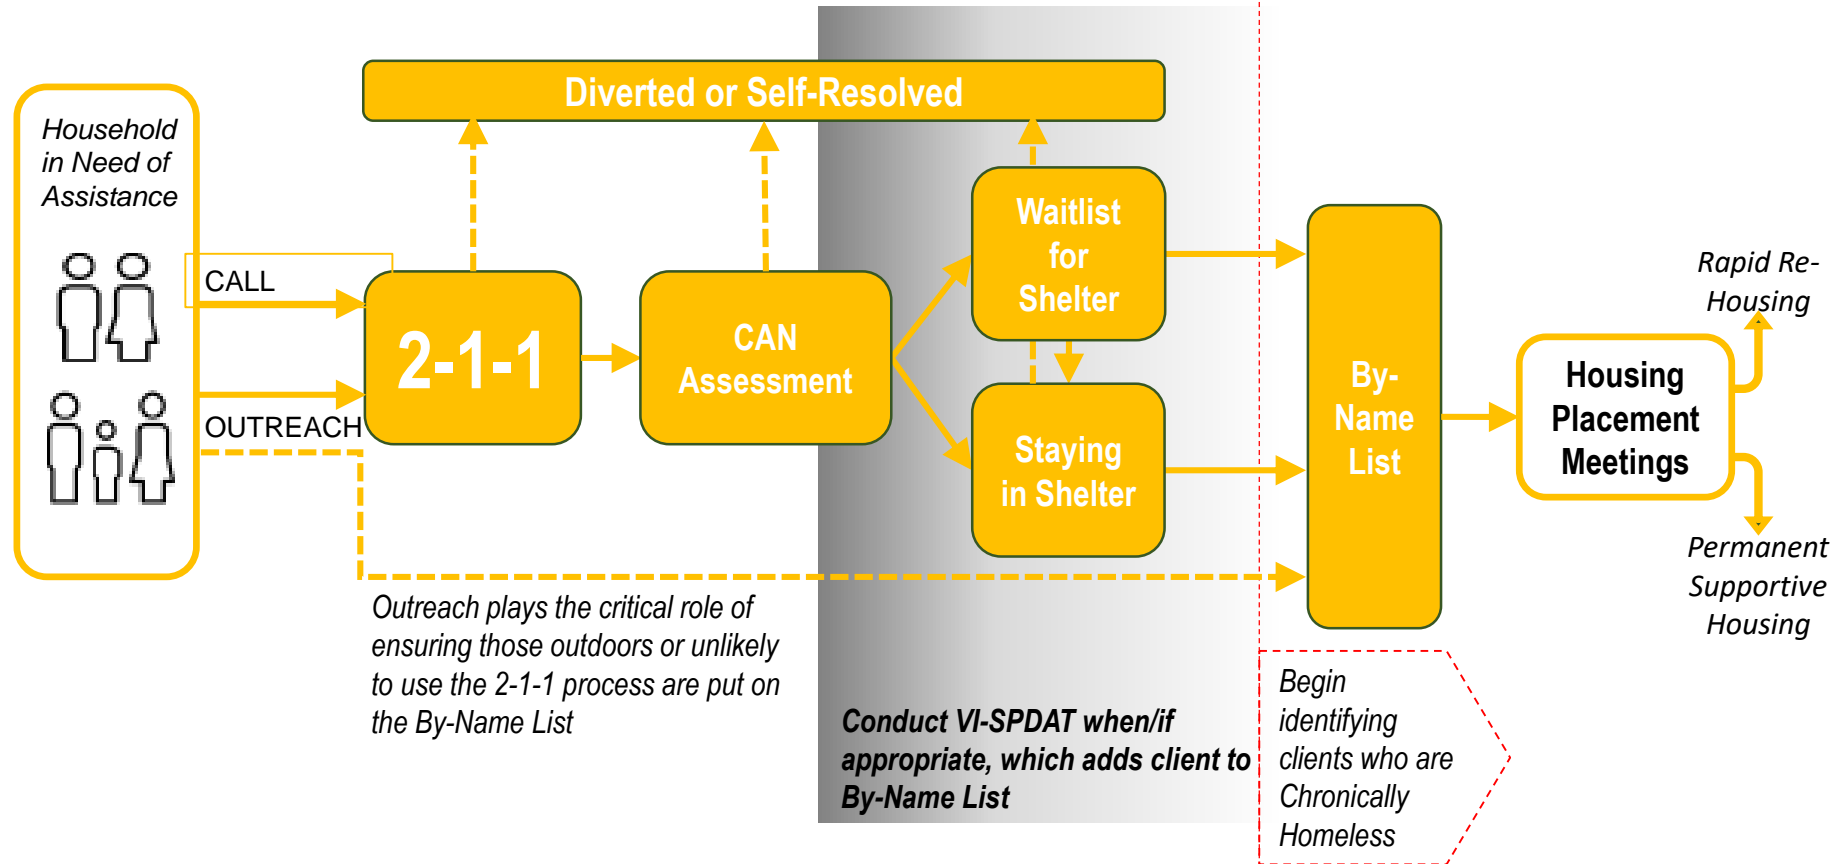 Diverted or Self-Resolved
Household
in Need of
Assistance
CALL
OUTREACH
2-1-1
CAN
Assessment
Waitlist
for
Shelter
Staying
in Shelter
By-
Name
List
Housing
Placement
Meetings
Rapid Re-
Housing
Permanent
Supportive
Housing
Outreach plays the critical role of
ensuring those outdoors or unlikely
to use the 2-1-1 process are put on
the By-Name List
Conduct VI-SPDAT when/if
appropriate, which adds client to
By-Name List
Begin
identifying
clients who are
Chronically
Homeless